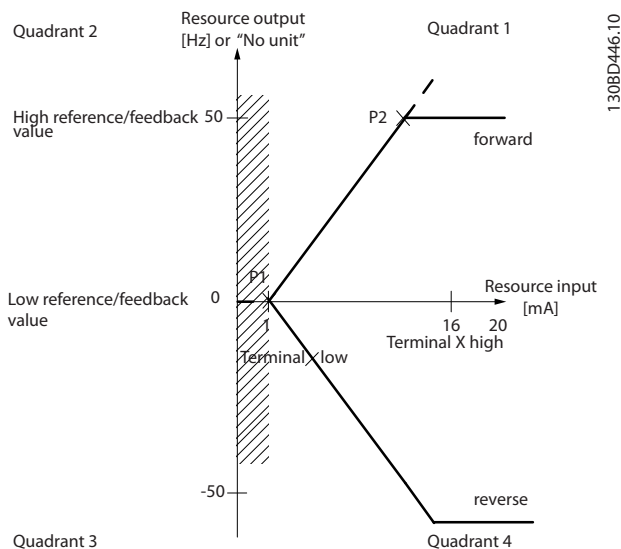 Quadrant 2
Resource output
[Hz] or “No unit”
Quadrant 1
130BD446.10
High reference/feedback
value
50
P2
forward
P1
Low reference/feedback
value
0
Resource input
[mA]
1
16
20
Terminal X high
Terminal X low
-50
reverse
Quadrant 3
Quadrant 4